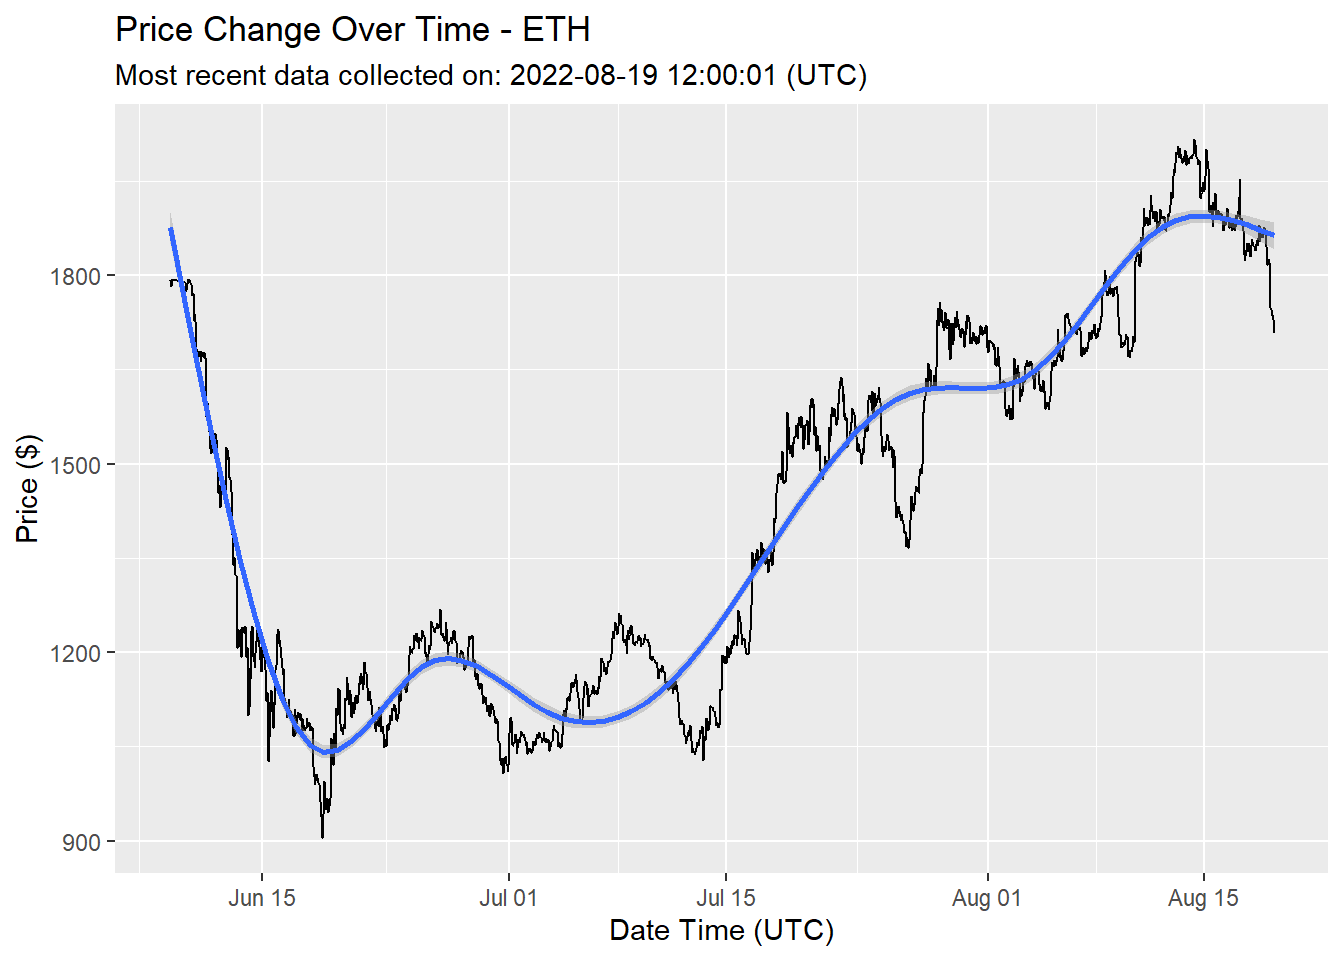 Price Change Over Time - ETH
Most recent data collected on: 2022-08-19 12:00:01 (UTC)
Price ($)
1800
1500
1200
900
Jun 15 Jul 01 Jul 15 Aug 01 Aug 15
Date Time (UTC)